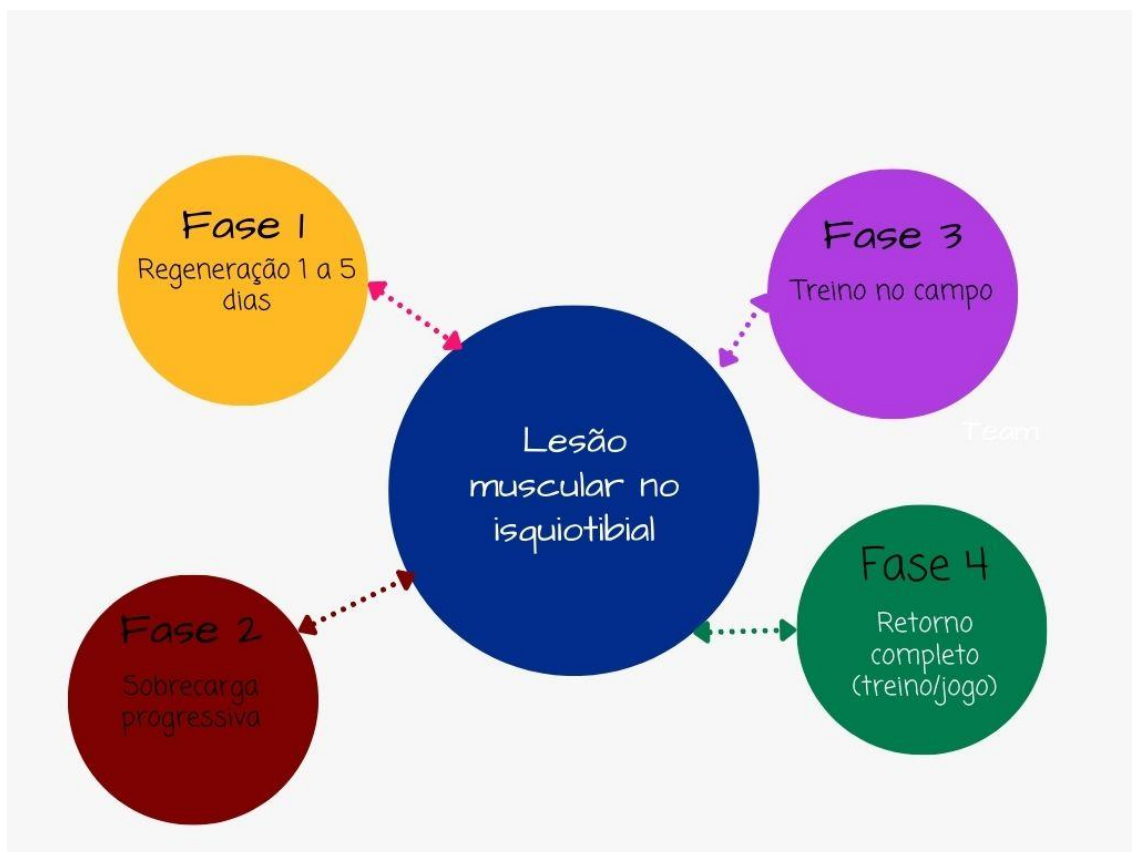 Fase 1
Regeneração 1 a 5
dias
Fase 3
Treino no campo
Team
Lesão
muscular no
isquiotibial
Fase 2
Sobrecarga
progressiva
Fase 4
Retorno
completo
(treino/jogo)